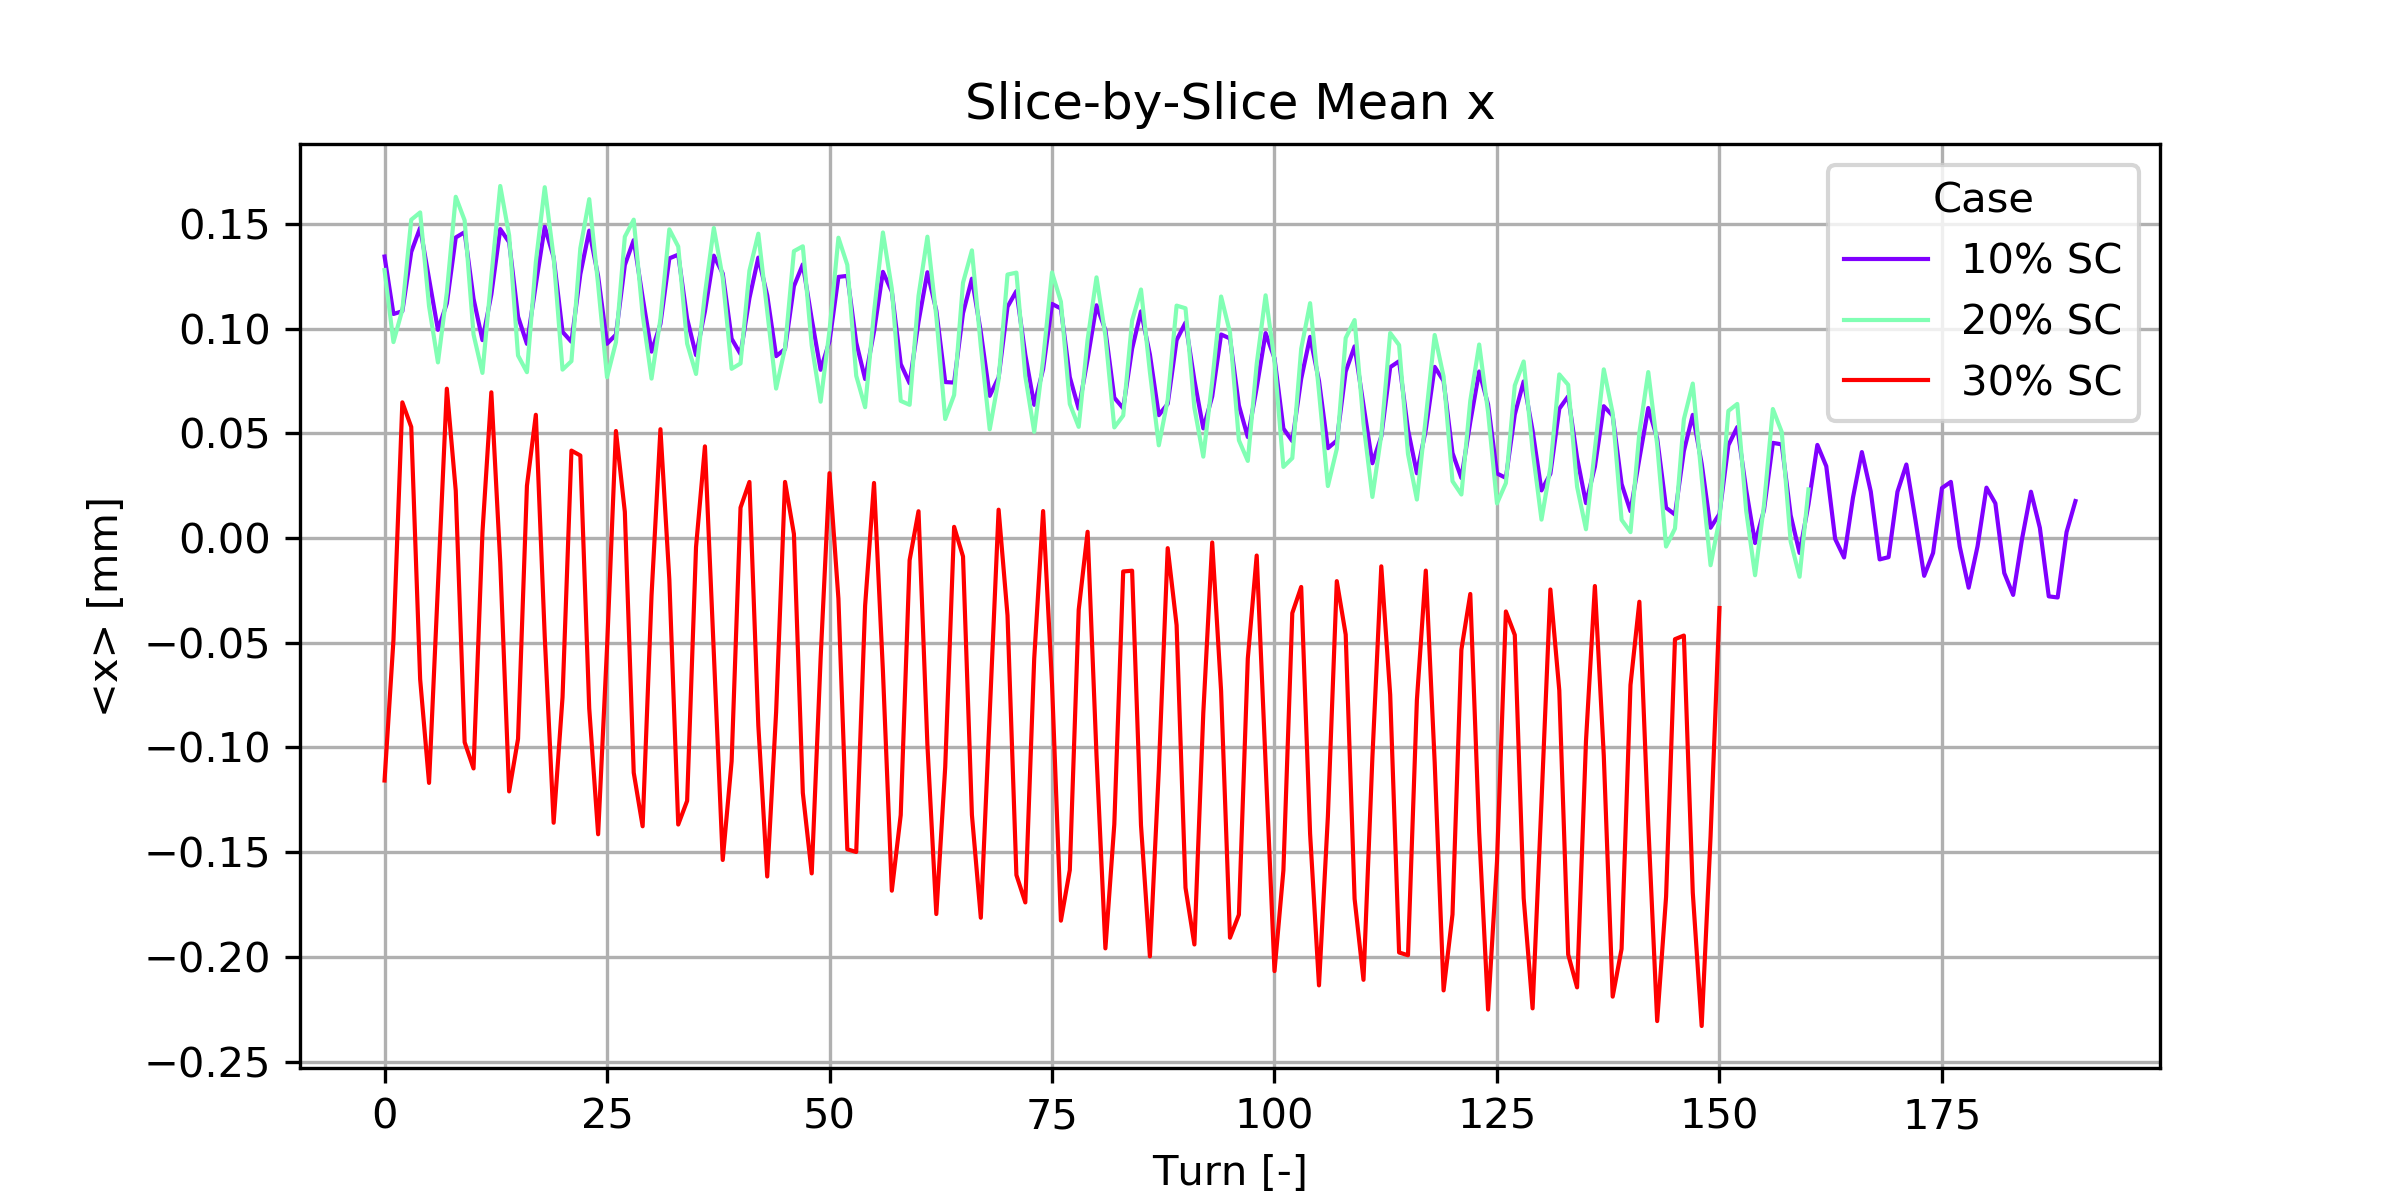 Slice-by-Slice Mean x
Case
10% SC
20% SC
30% SC
<x> [mm]
0.15
0.10
0.05
0.00
−0.05
−0.10
−0.15
−0.20
−0.25
0 25 50 75 100 125 150 175
Turn [-]